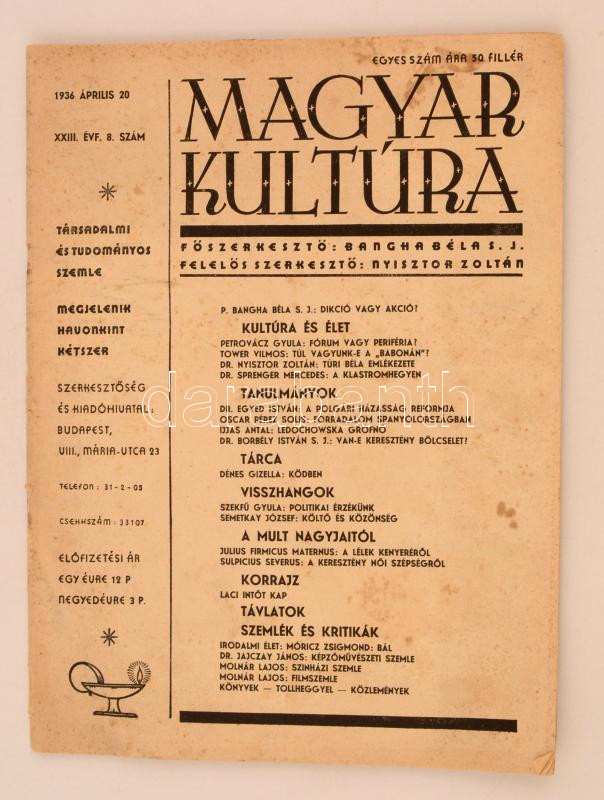 EGYES SZÁM ÁRA 50 FILLÉR
1936 ÁPRILIS 20
XXIII. ÉVF. 8. SZÁM
TÁRSADALMI
ÉS TUDOMÁNYOS
SZEMLE
MEGJELENIK
HAVONKINT
KÉTSZER
SZERKESZTŐSÉG
ÉS KIADÓHIVATAL:
BUDAPEST,
VIII., MÁRIA-UTCA 23
TELEFON: 31-2-05
CSEKKSZÁM: 33107
ELŐFIZETÉSI ÁR
EGY ÉVRE 12 P
NEGYEDÉVRE 3 P.
MAGYAR
KULTÚRA
FŐSZERKESZTŐ: BANGHA BÉLA S. J.
FELELŐS SZERKESZTŐ: NYISZTOR ZOLTÁN
P. BANGHA BÉLA S. J.: DIKCIÓ VAGY AKCIÓ?
KULTÚRA ÉS ÉLET
PETROVÁCZ GYULA: FÓRUM VAGY PERIFÉRIA?
TOWER VILMOS: TÚL VAGYUNK-E A „BABONÁN"?
DR. NYISZTOR ZOLTÁN: TÚRI BÉLA EMLÉKEZETE
DR. SPRENGER MERCEDES: A KLASTROMHEGYEN
TANULMÁNYOK
DR. EGYED ISTVÁN: A POLGÁRI HÁZASSÁG REFORMJA
OSCAR PÉREZ SOLIS: FORRADALOM SPANYOLORSZÁGBAN
IJJAS ANTAL: LEDOCHOWSKA GRÓFNŐ
DR. BORBÉLY ISTVÁN S. J.: VAN-E KERESZTÉNY BÖLCSELET?
TÁRCA
DÉNES GIZELLA: KÖDBEN
VISSZHANGOK
SZEKFŰ GYULA: POLITIKAI ÉRZÉKÜNK
SEMETKAY JÓZSEF: KÖLTŐ ÉS KÖZÖNSÉG
A MULT NAGYJAITÓL
JULIUS FIRMICUS MATERNUS: A LÉLEK KENYERÉRŐL
SULPICIUS SEVERUS: A KERESZTÉNY NŐI SZÉPSÉGRŐL
KORRAJZ
LACI INTŐT KAP
TÁVLATOK
SZEMLÉK ÉS KRITIKÁK
IRODALMI ÉLET: MÓRICZ ZSIGMOND: BÁL
DR. JAJCZAY JÁNOS: KÉPZŐMŰVÉSZETI SZEMLE
MOLNÁR LAJOS: SZINHÁZI SZEMLE
MOLNÁR LAJOS: FILMSZEMLE
KÖNYVEK — TOLLHEGGYEL — KÖZLEMÉNYEK
darabanth.com